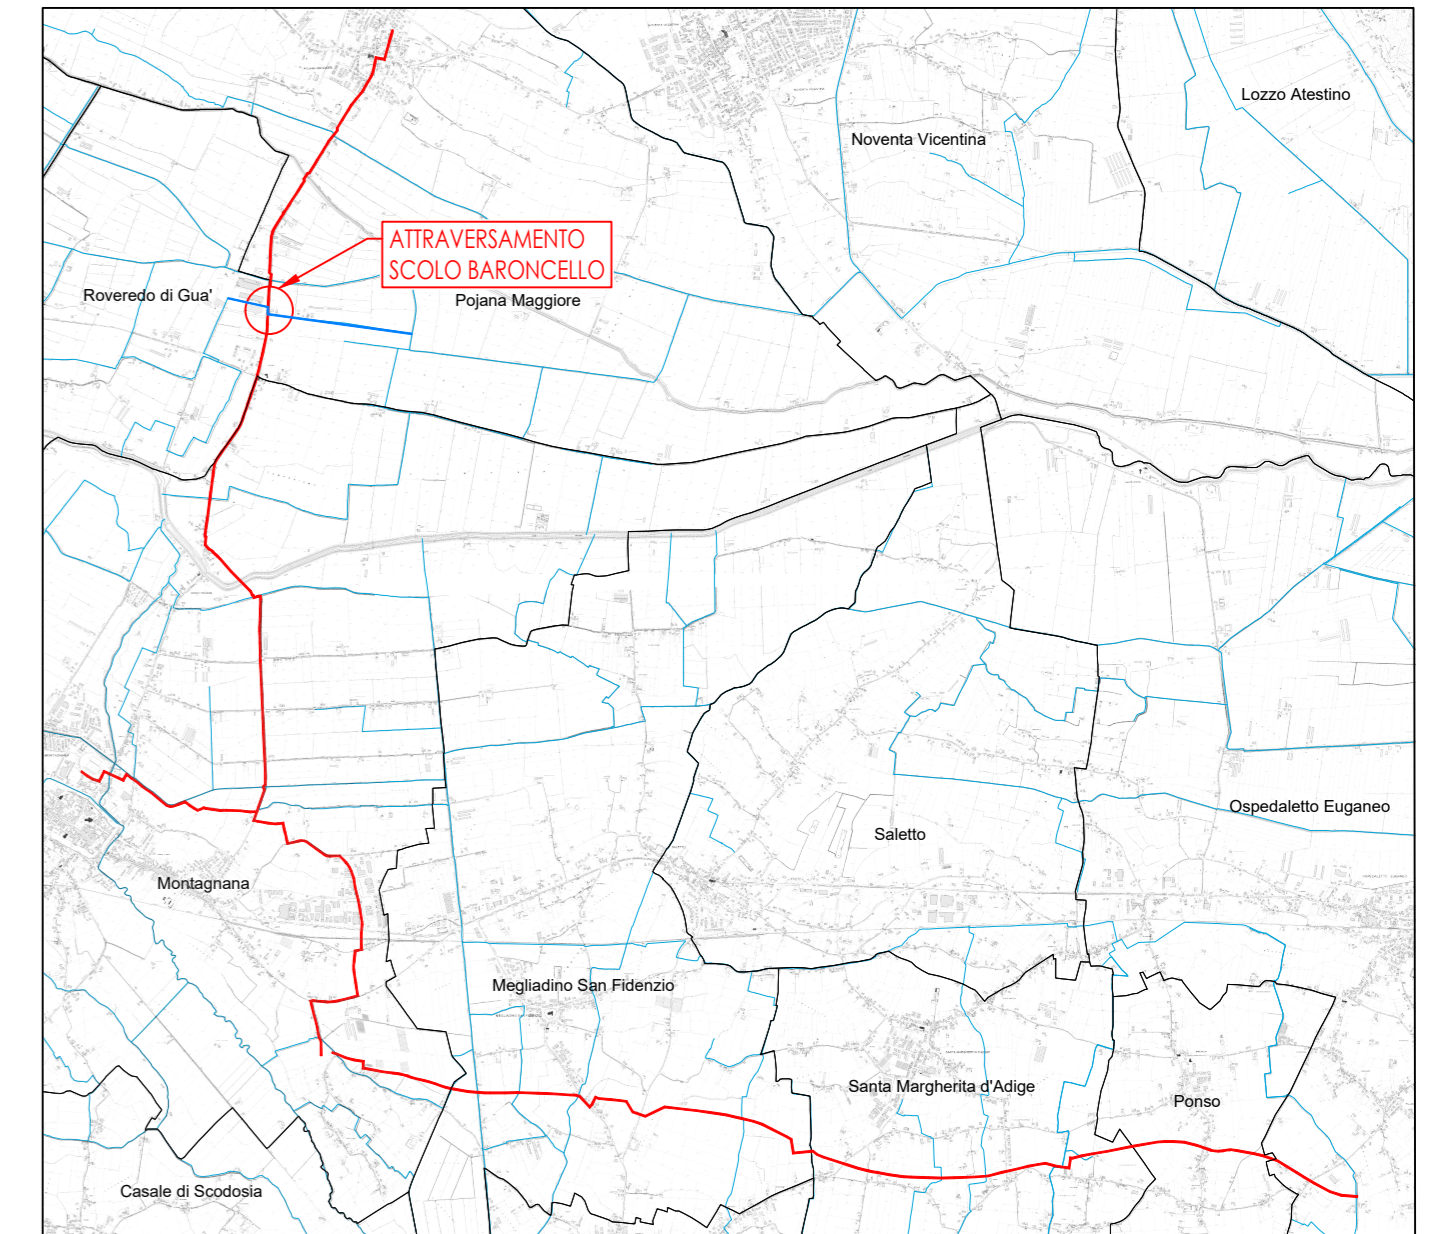 Lozzo Atestino
Noventa Vicentina
ATTRAVERSAMENTO
SCOLO BARONCELLO
Roveredo di Gua'
Pojana Maggiore
Ospedaletto Euganeo
Saletto
Montagnana
Megliadino San Fidenzio
Santa Margherita d'Adige
Ponso
Casale di Scodosia